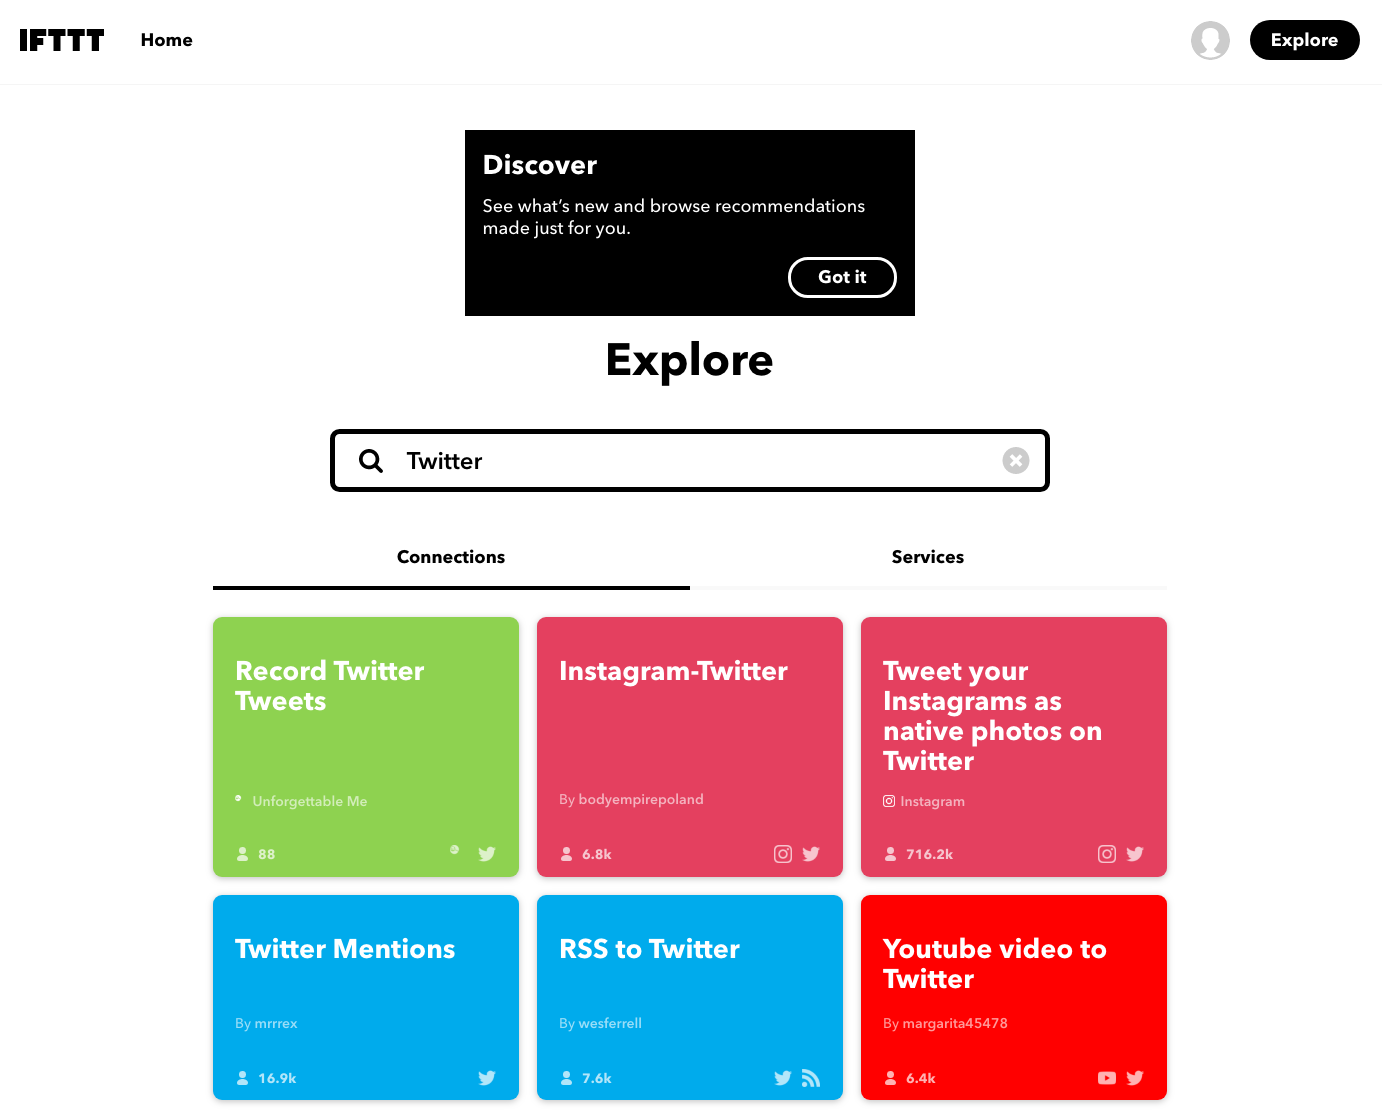 IFTTT Home Explore
Discover
See what's new and browse recommendations
made just for you.
Got it
Explore
Twitter
Connections Services
Record Twitter
Tweets
Unforgettable Me
88
Instagram-Twitter
By bodyempirepoland
6.8k
Tweet your
Instagrams as
native photos on
Twitter
Instagram
716.2k
Twitter Mentions
By mrrrex
16.9k
RSS to Twitter
By wesferrell
7.6k
Youtube video to
Twitter
By margarita45478
6.4k